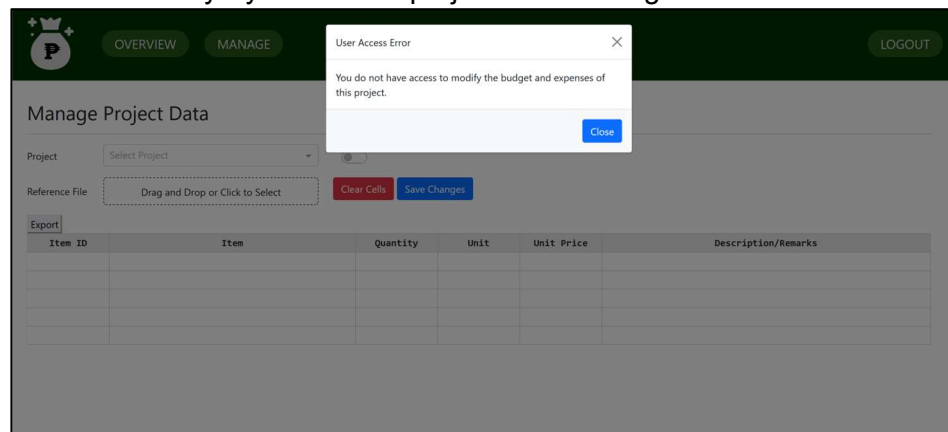 P
OVERVIEW
MANAGE
LOGOUT
User Access Error
You do not have access to modify the budget and expenses of
this project.
Close
Manage Project Data
Project
Select Project
Reference File
Drag and Drop or Click to Select
Clear Cells
Save Changes
Export
Item ID
Item
Quantity
Unit
Unit Price
Description/Remarks